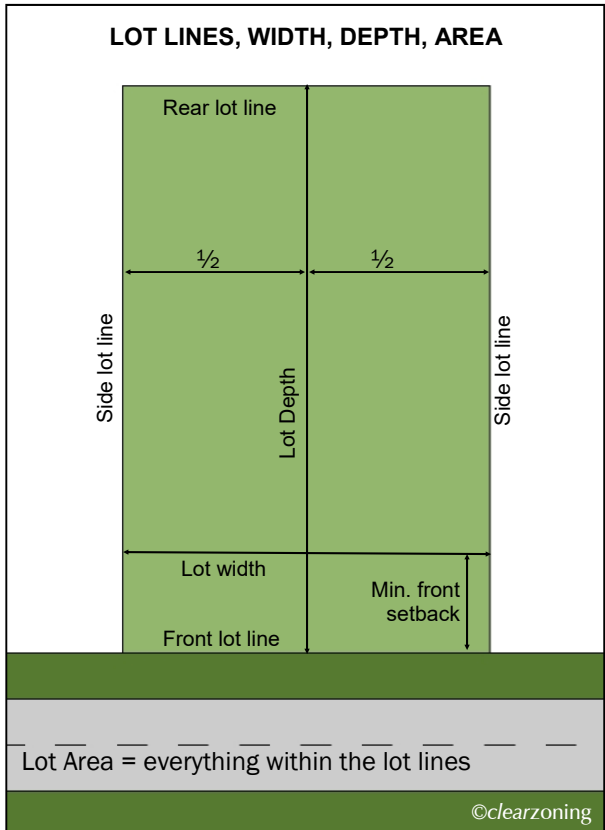 LOT LINES, WIDTH, DEPTH, AREA
Rear lot line
½ ½
Side lot line
Lot Depth
Side lot line
Lot width
Min. front
setback
Front lot line
Lot Area = everything within the lot lines
©clearzoning